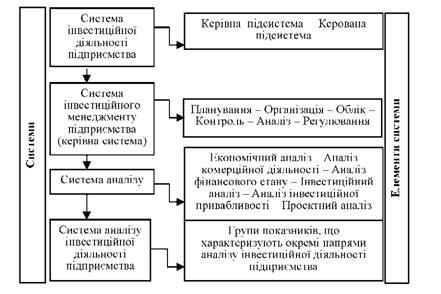 Системи
Система
інвестиційної
діяльності
підприємства
Керівна підсистема Керована
підсистема
Система
інвестиційного
менеджменту
підприємства
(керівна система)
Планування – Організація – Облік –
Контроль – Аналіз – Регулювання
Система аналізу
Економічний аналіз Аналіз
комерційної діяльності – Аналіз
фінансового стану – Інвестиційний
аналіз – Аналіз інвестиційної
привабливості Проектний аналіз
Система аналізу
інвестиційної
діяльності
підприємства
Групи показників, що
характеризують окремі напрями
аналізу інвестиційної діяльності
підприємства
Елементи системи